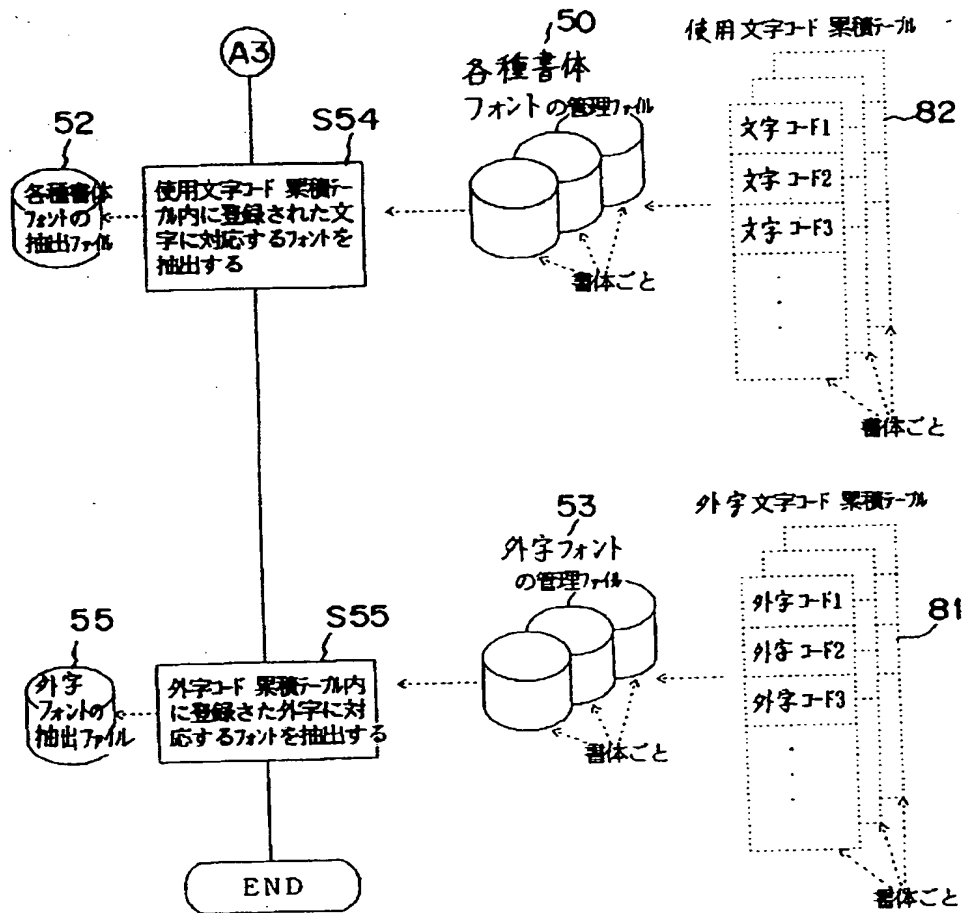 A3
52
各種書体
フォントの
抽出ファイル
S54
使用文字コード 累積テー
ブル内に登録された文
字に対応するフォントを
抽出する
50
各種書体
フォントの管理ファイル
書体ごと
使用文字コード 累積テーブル
82
文字コード1
文字コード2
文字コード3
書体ごと
55
外字
フォントの
抽出ファイル
S55
外字コード 累積テーブル内
に登録さた外字に対
応するフォントを抽出する
53
外字フォント
の管理ファイル
書体ごと
外字文字コード 累積テーブル
81
外字コード1
外字コード2
外字コード3
書体ごと
END